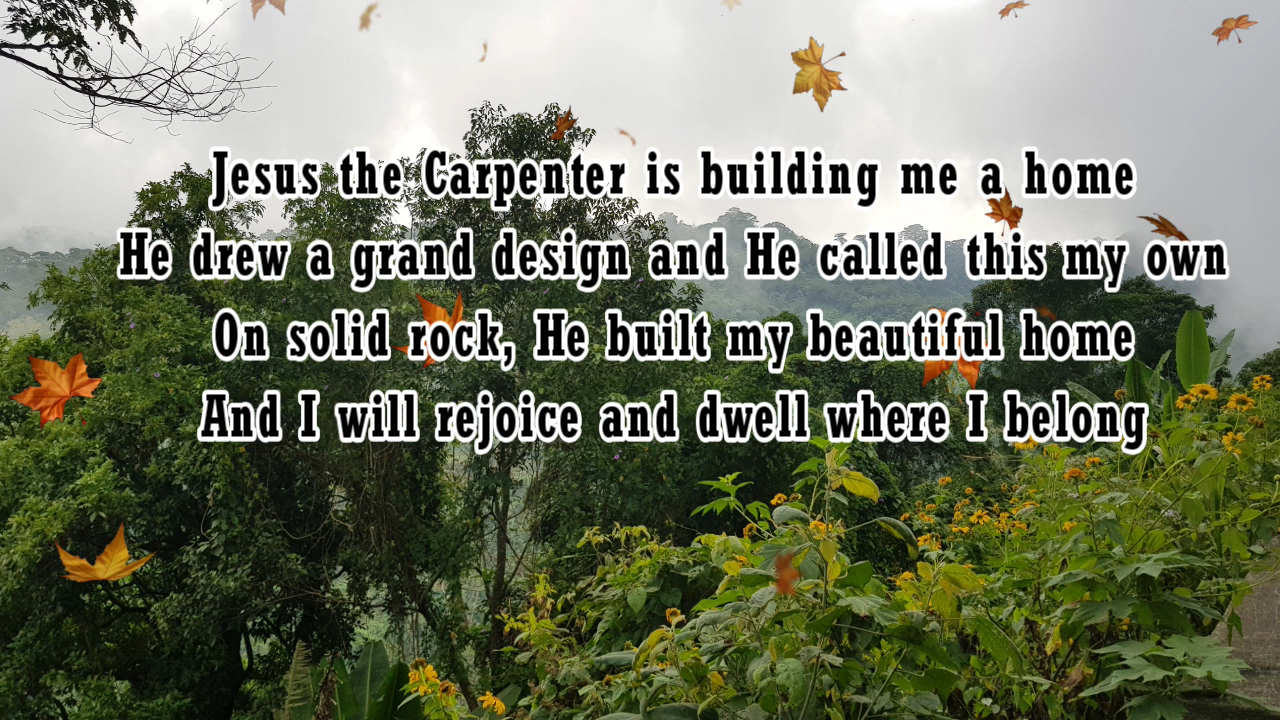 Jesus the Carpenter is building me a home
He drew a grand design and He called this my own
On solid rock, He built my beautiful home
And I will rejoice and dwell where I belong